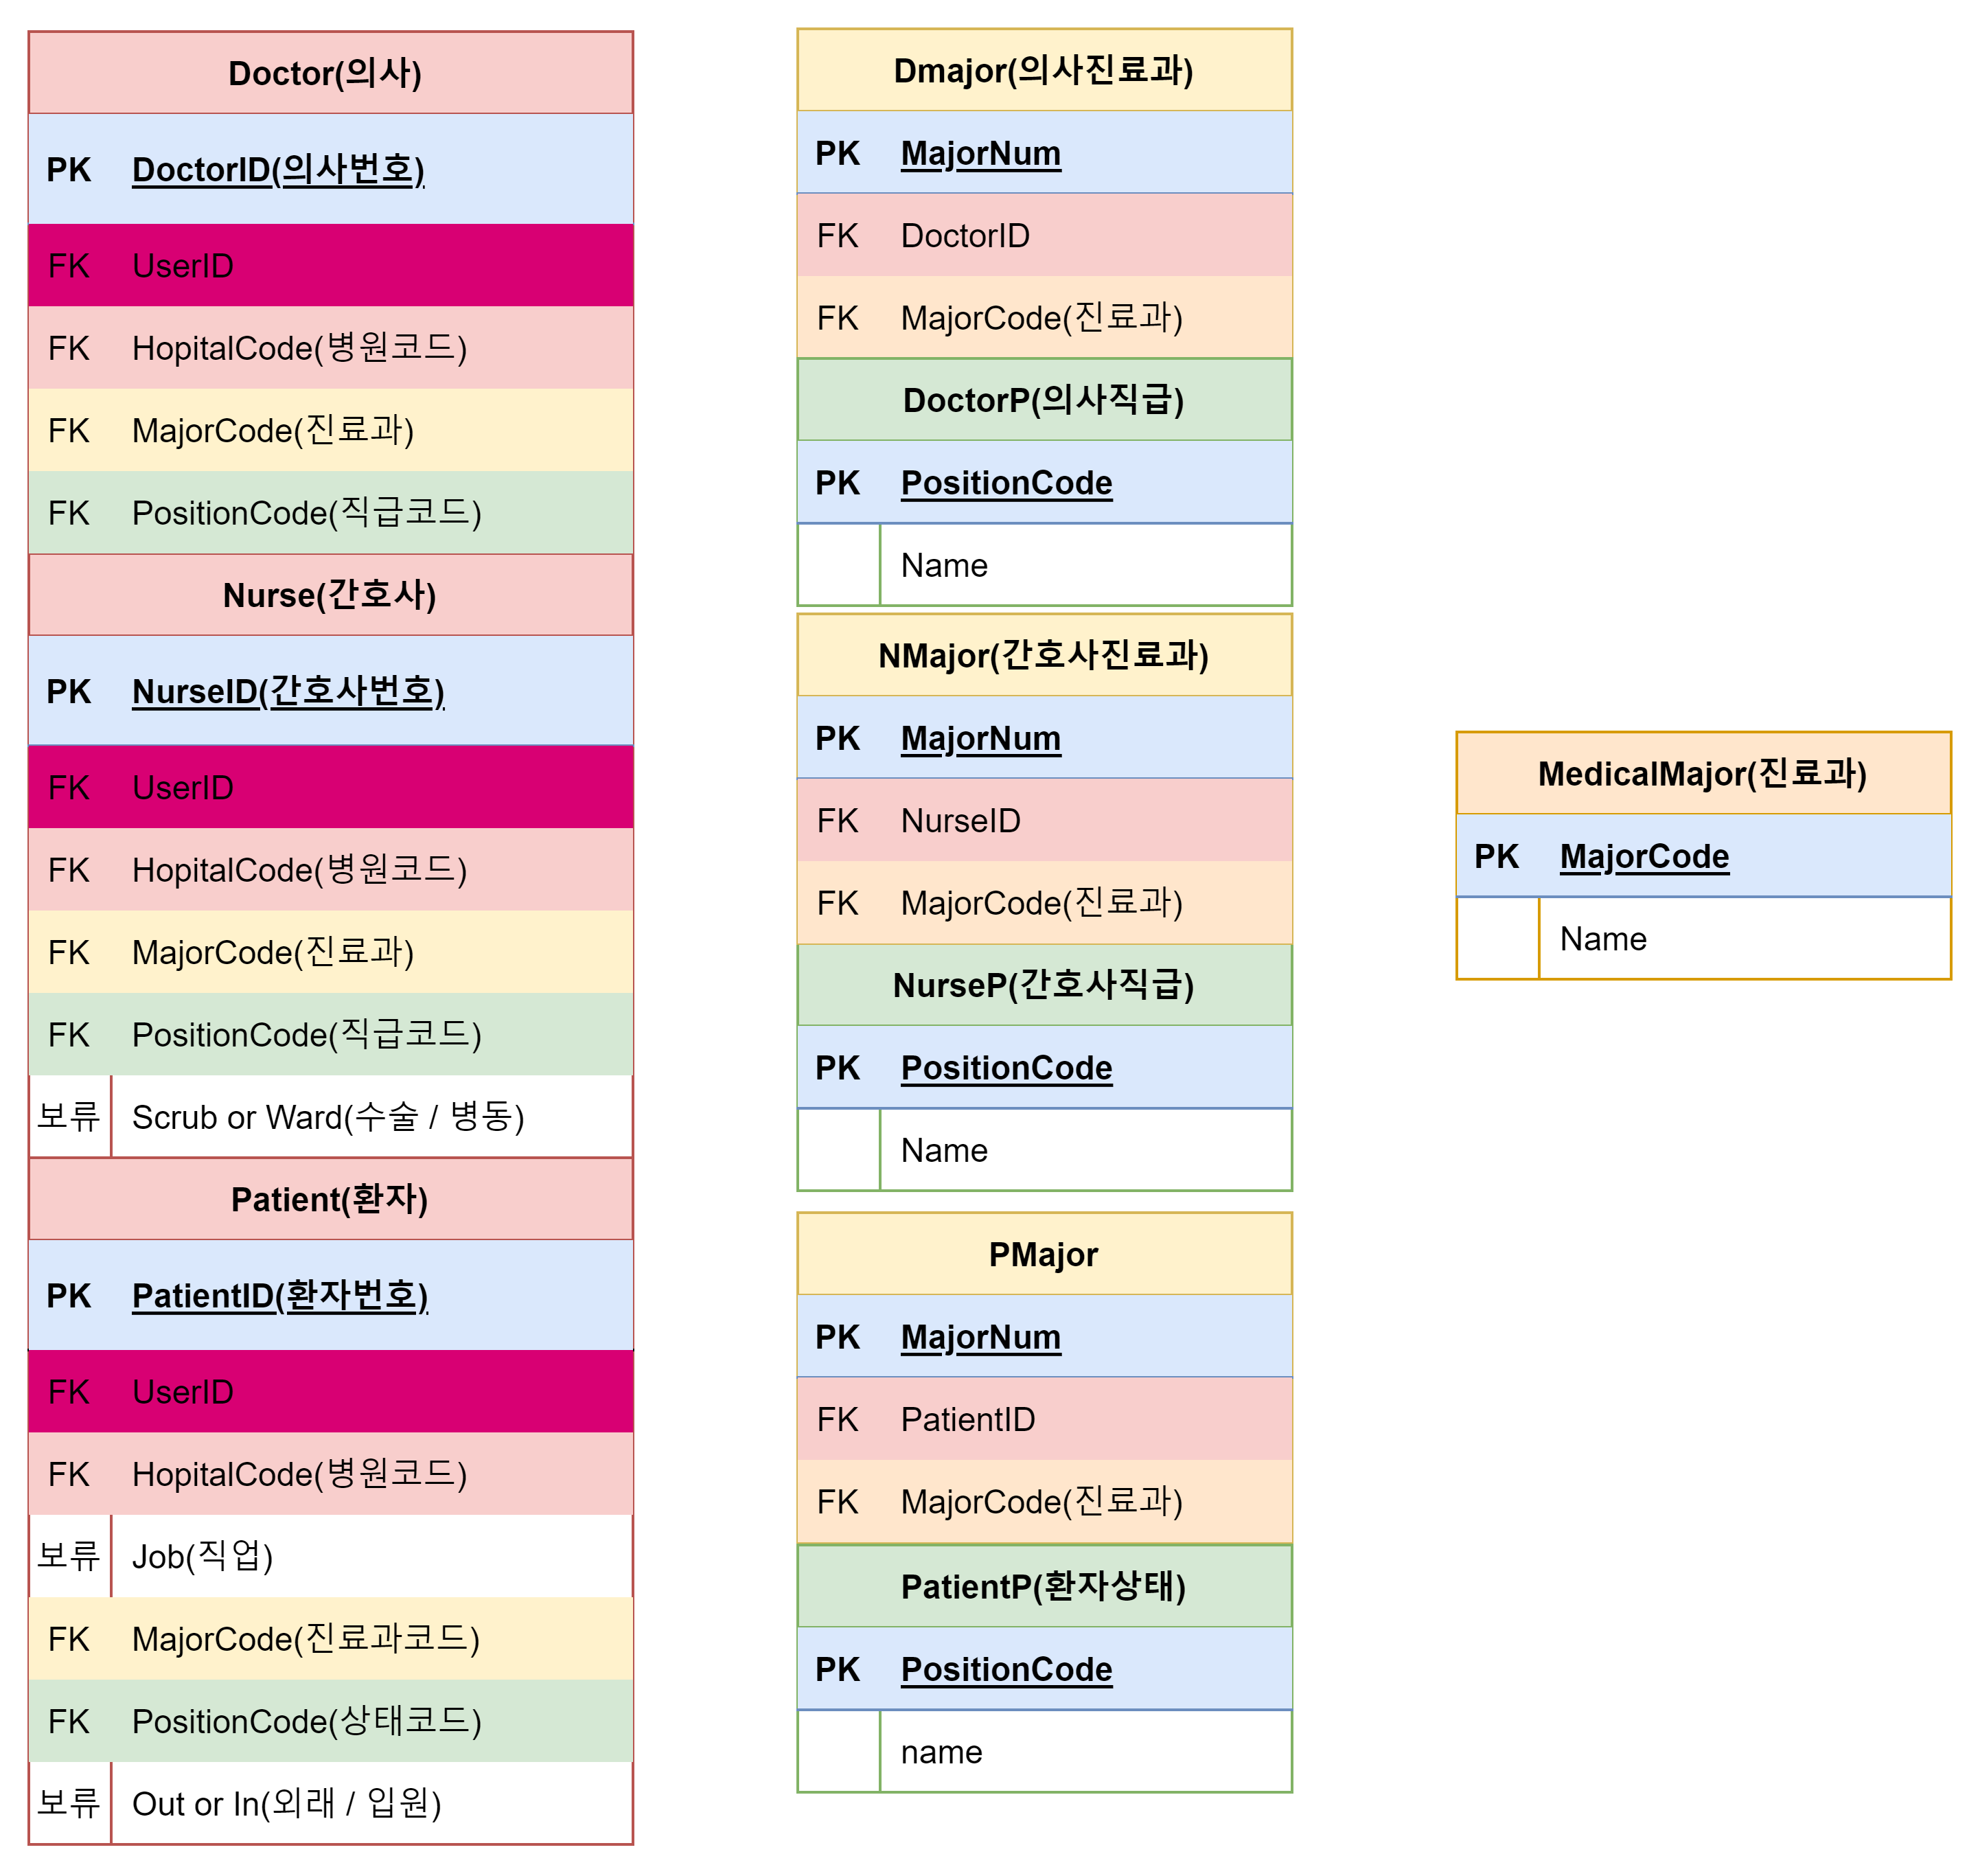 Doctor(의사)
PK DoctorID(의사번호)
FK UserID
FK HopitalCode(병원코드)
FK MajorCode(진료과)
FK PositionCode(직급코드)
Nurse(간호사)
PK NurseID(간호사번호)
FK UserID
FK HopitalCode(병원코드)
FK MajorCode(진료과)
FK PositionCode(직급코드)
보류 Scrub or Ward(수술 / 병동)
Patient(환자)
PK PatientID(환자번호)
FK UserID
FK HopitalCode(병원코드)
보류 Job(직업)
FK MajorCode(진료과코드)
FK PositionCode(상태코드)
보류 Out or In(외래 / 입원)
Dmajor(의사진료과)
PK MajorNum
FK DoctorID
FK MajorCode(진료과)
DoctorP(의사직급)
PK PositionCode
Name
NMajor(간호사진료과)
PK MajorNum
FK NurseID
FK MajorCode(진료과)
NurseP(간호사직급)
PK PositionCode
Name
PMajor
PK MajorNum
FK PatientID
FK MajorCode(진료과)
PatientP(환자상태)
PK PositionCode
name
MedicalMajor(진료과)
PK MajorCode
Name